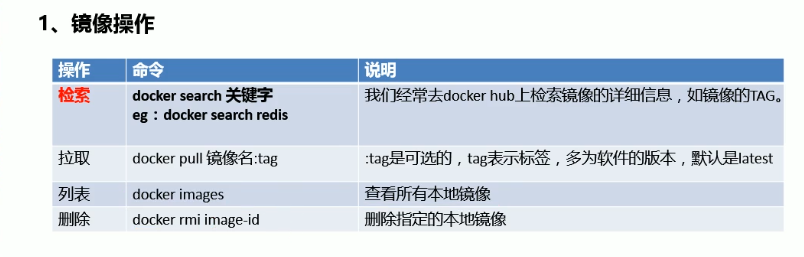 1、镜像操作
操作 命令 说明
检索 docker search 关键字 我们经常去docker hub上检索镜像的详细信息，如镜像的TAG。
eg：docker search redis
拉取 docker pull 镜像名:tag :tag是可选的，tag表示标签，多为软件的版本，默认是latest
列表 docker images 查看所有本地镜像
删除 docker rmi image-id 删除指定的本地镜像